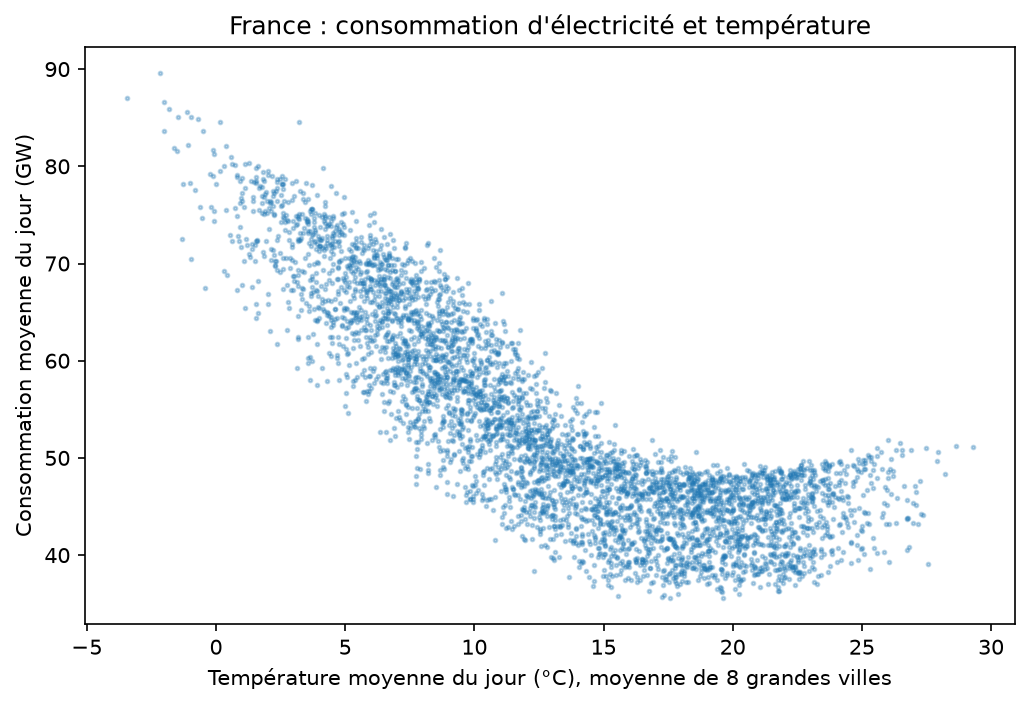 France : consommation d'électricité et température
Consommation moyenne du jour (GW)
90
80
70
60
50
40
−5 0 5 10 15 20 25 30
Température moyenne du jour (°C), moyenne de 8 grandes villes